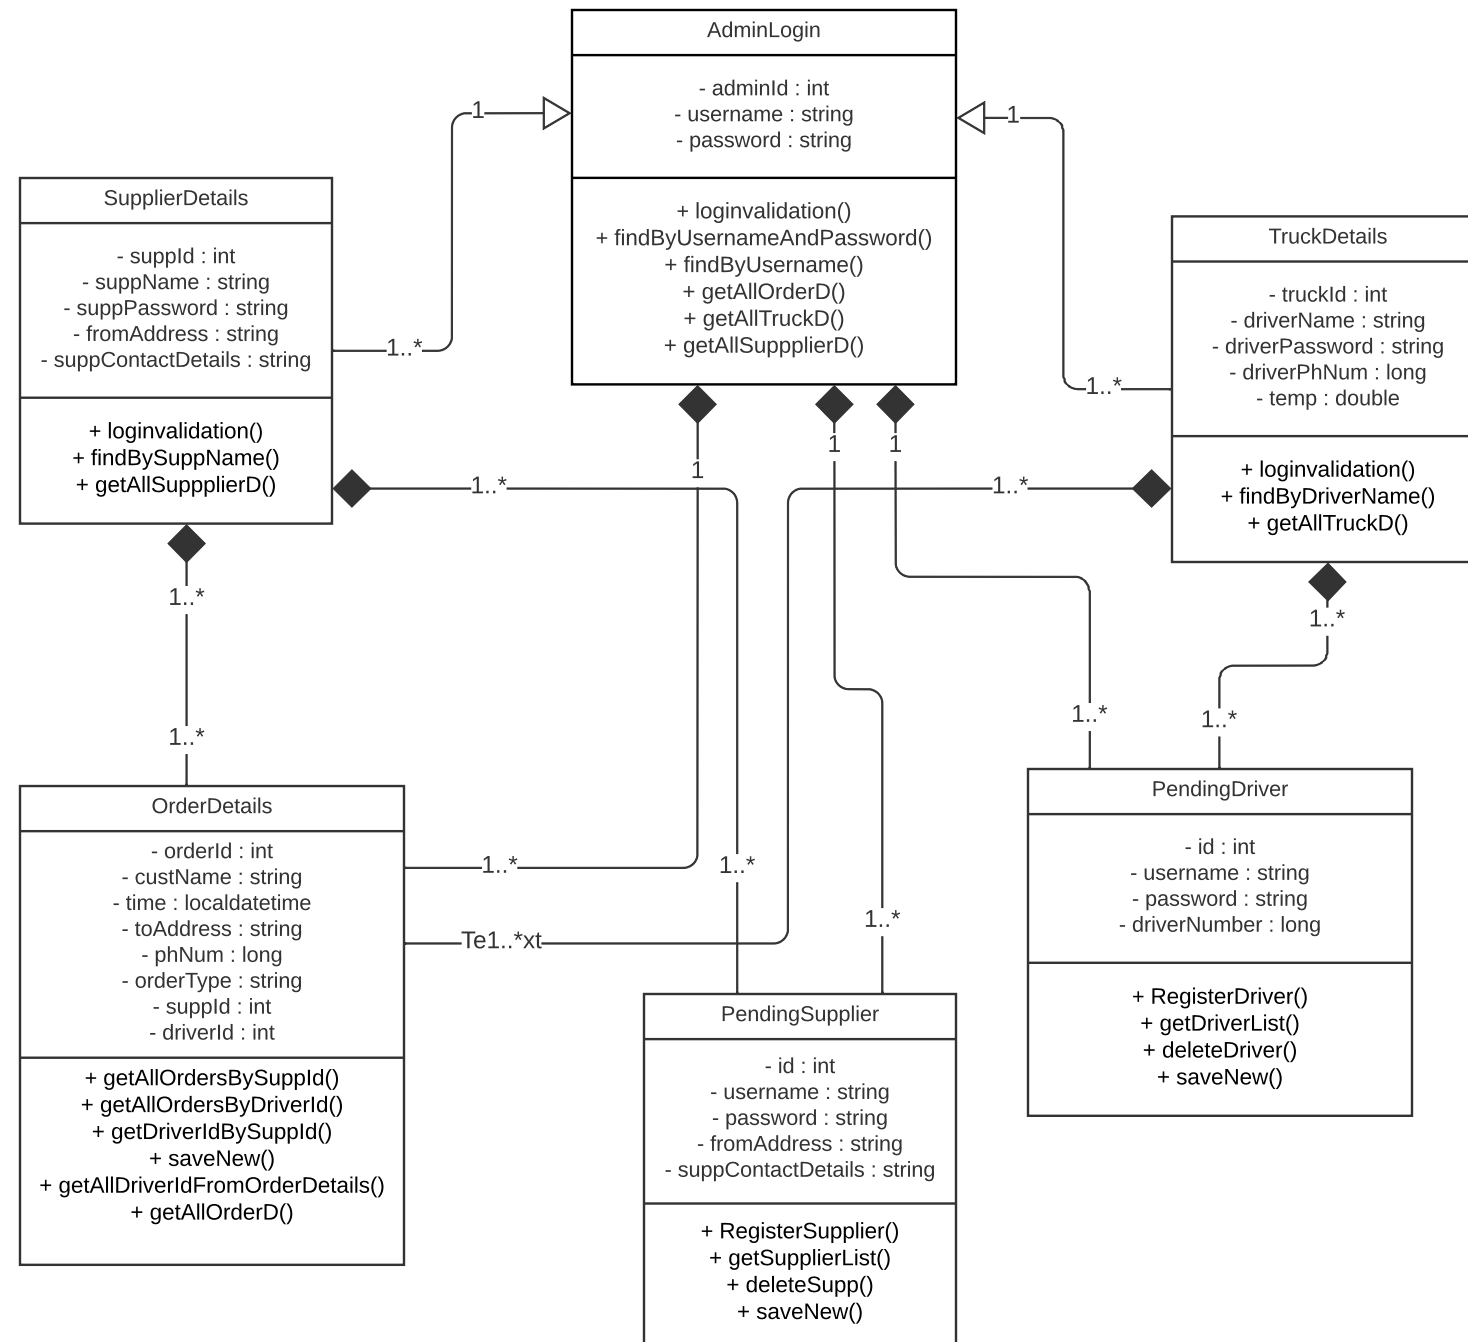 AdminLogin
- adminId : int
- username : string
- password : string
+ loginvalidation()
+ findByUsernameAndPassword()
+ findByUsername()
+ getAllOrderD()
+ getAllTruckD()
+ getAllSuppplierD()
1
1
SupplierDetails
- suppId : int
- suppName : string
- suppPassword : string
- fromAddress : string
- suppContactDetails : string
+ loginvalidation()
+ findBySuppName()
+ getAllSuppplierD()
1..*
TruckDetails
- truckId : int
- driverName : string
- driverPassword : string
- driverPhNum : long
- temp : double
+ loginvalidation()
+ findByDriverName()
+ getAllTruckD()
1..*
1..*
1
1
1
1..*
1..*
1..*
1..*
1..*
1..*
OrderDetails
- orderId : int
- custName : string
- time : localdatetime
- toAddress : string
- phNum : long
- orderType : string
- suppId : int
- driverId : int
+ getAllOrdersBySuppId()
+ getAllOrdersByDriverId()
+ getDriverIdBySuppId()
+ saveNew()
+ getAllDriverIdFromOrderDetails()
+ getAllOrderD()
1..*
1..*
1..*
Te1..*xt
PendingSupplier
- id : int
- username : string
- password : string
- fromAddress : string
- suppContactDetails : string
+ RegisterSupplier()
+ getSupplierList()
+ deleteSupp()
+ saveNew()
PendingDriver
- id : int
- username : string
- password : string
- driverNumber : long
+ RegisterDriver()
+ getDriverList()
+ deleteDriver()
+ saveNew()